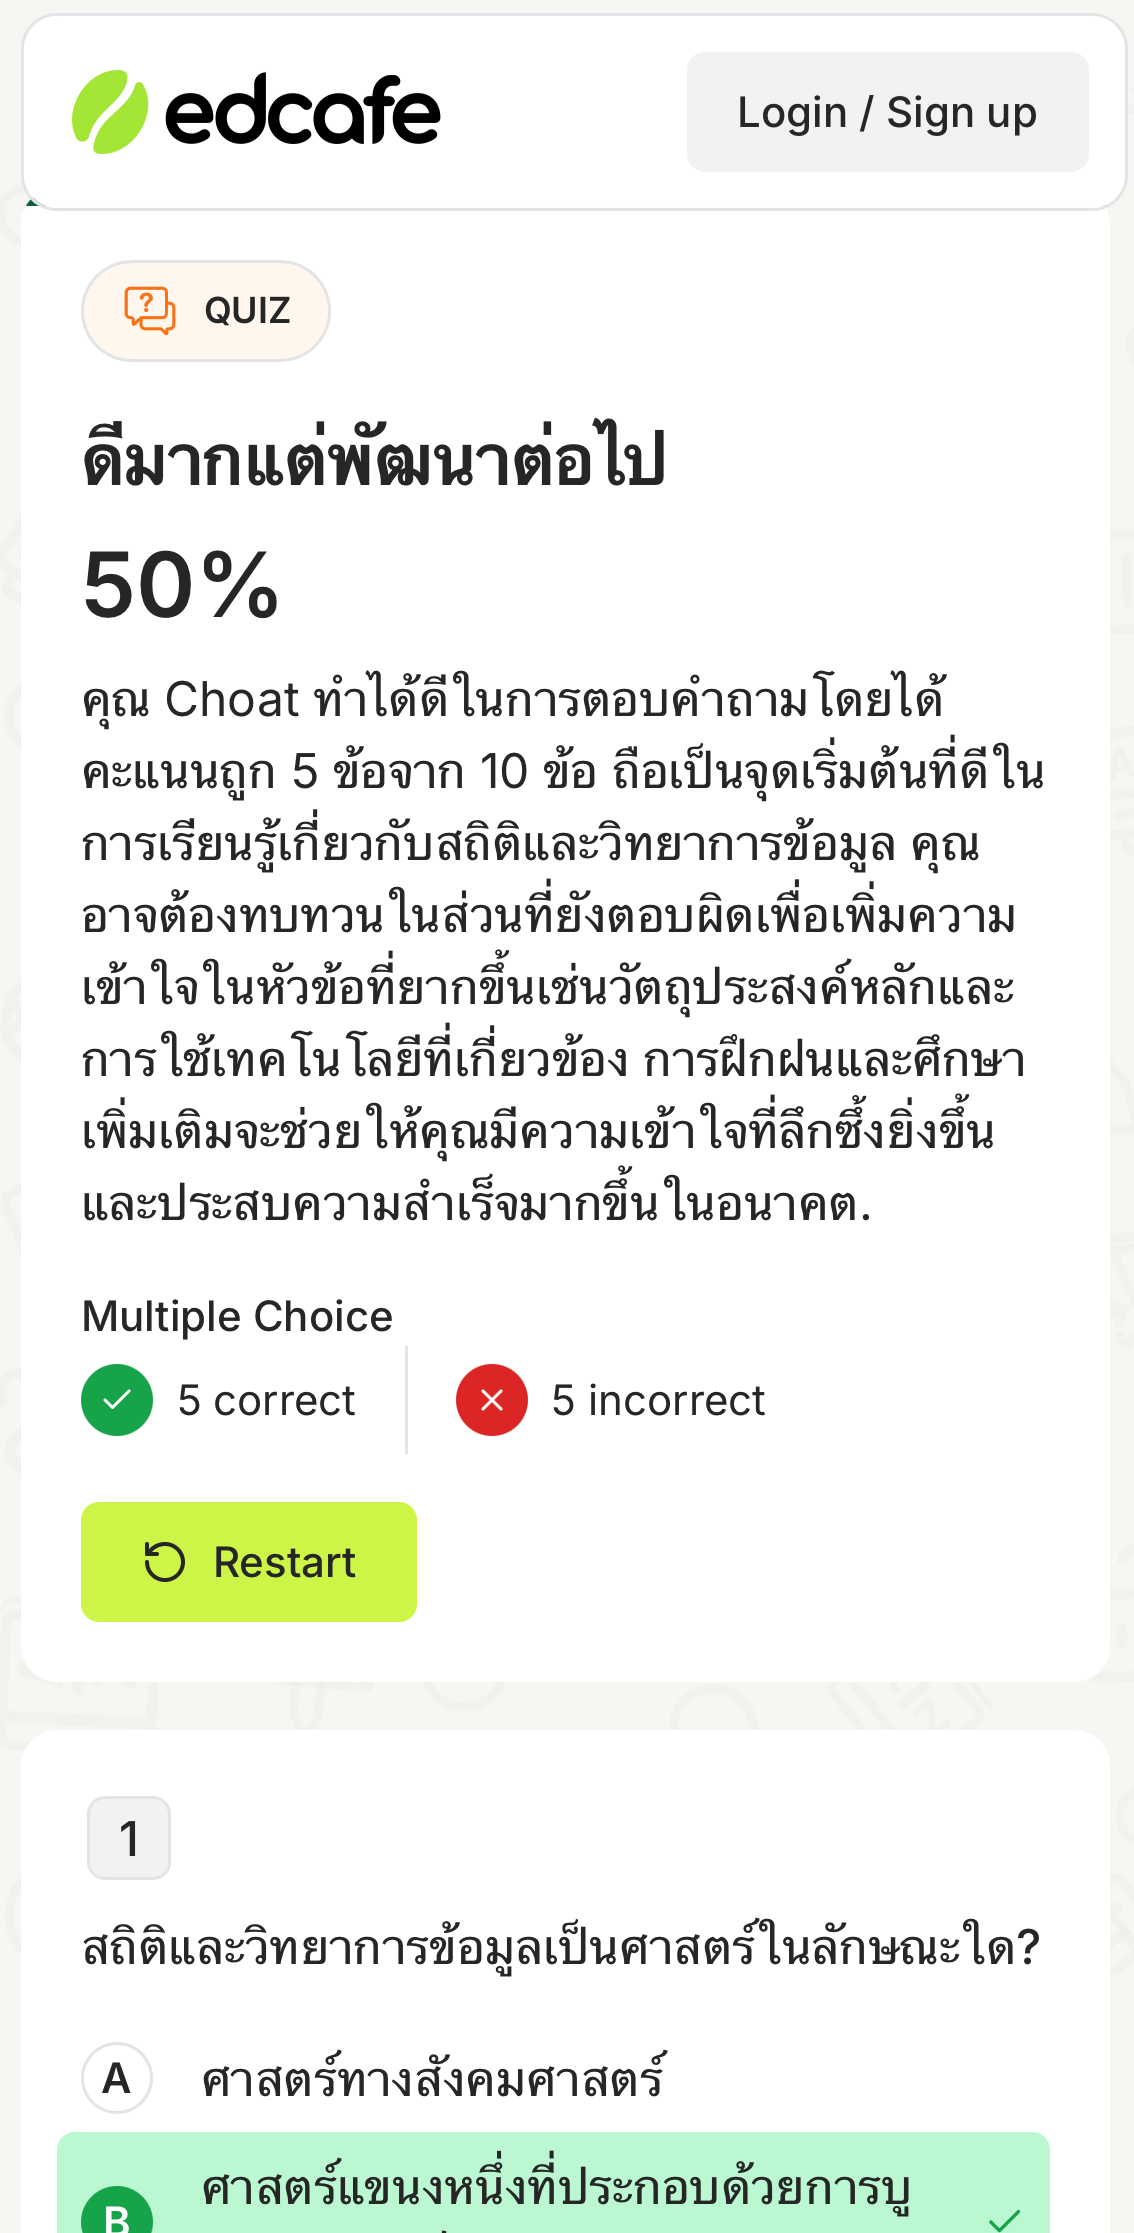 edcafe
Login / Sign up
QUIZ
ดีมากแต่พัฒนาต่อไป
50%
คุณ Choat ทำได้ดีในการตอบคำถามโดยได้
คะแนนถูก 5 ข้อจาก 10 ข้อ ถือเป็นจุดเริ่มต้นที่ดีใน
การเรียนรู้เกี่ยวกับสถิติและวิทยาการข้อมูล คุณ
อาจต้องทบทวนในส่วนที่ยังตอบผิดเพื่อเพิ่มความ
เข้าใจในหัวข้อที่ยากขึ้นเช่นวัตถุประสงค์หลักและ
การใช้เทคโนโลยีที่เกี่ยวข้อง การฝึกฝนและศึกษา
เพิ่มเติมจะช่วยให้คุณมีความเข้าใจที่ลึกซึ้งยิ่งขึ้น
และประสบความสำเร็จมากขึ้นในอนาคต.
Multiple Choice
5 correct
5 incorrect
Restart
1
สถิติและวิทยาการข้อมูลเป็นศาสตร์ในลักษณะใด?
A ศาสตร์ทางสังคมศาสตร์
B ศาสตร์แขนงหนึ่งที่ประกอบด้วยการบู